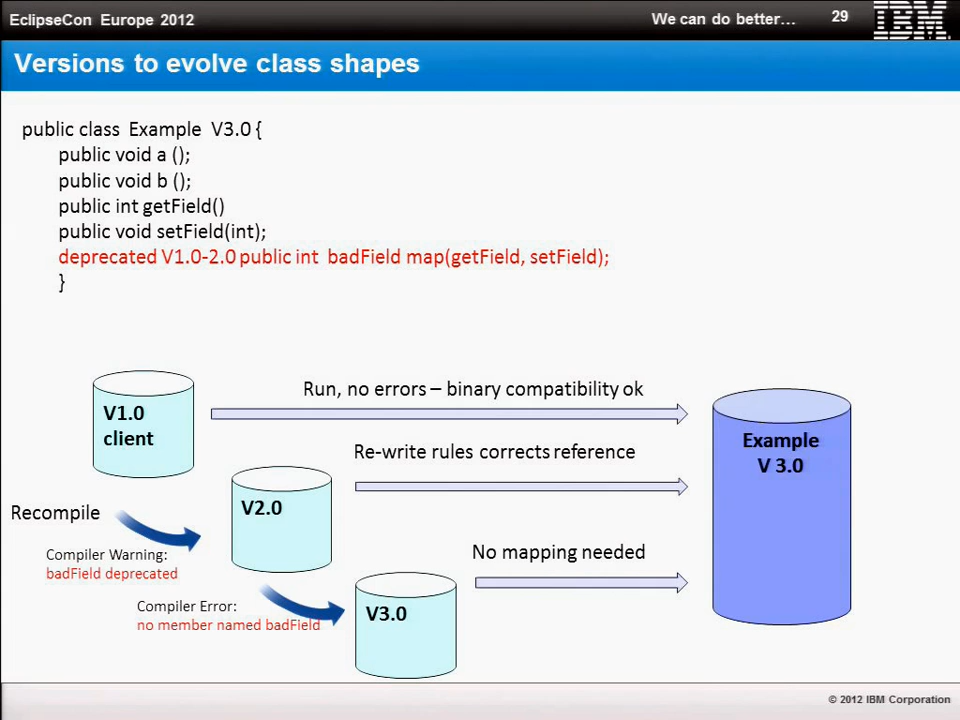 EclipseCon Europe 2012
We can do better…
29
IBM
Versions to evolve class shapes
public class Example V3.0 {
public void a ();
public void b ();
public int getField()
public void setField(int);
deprecated V1.0-2.0 public int badField map(getField, setField);
}
Run, no errors – binary compatibility ok
V1.0
client
Example
V 3.0
Re-write rules corrects reference
V2.0
Recompile
Compiler Warning:
badField deprecated
No mapping needed
Compiler Error:
no member named badField
V3.0
© 2012 IBM Corporation